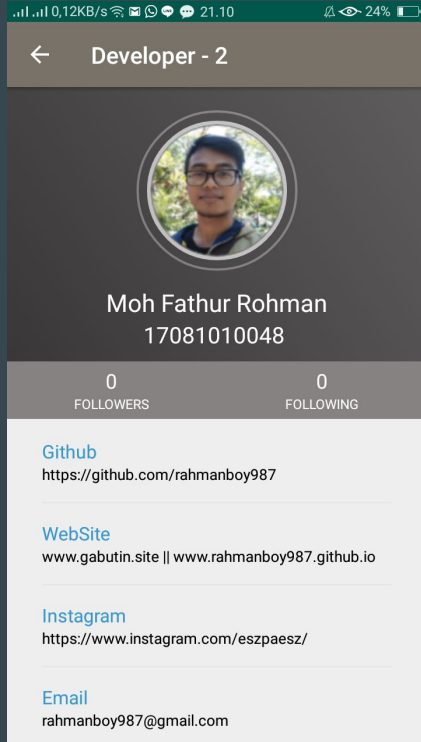 0,12KB/s 21.10 24%
Developer - 2
Moh Fathur Rohman
17081010048
0 0
FOLLOWERS FOLLOWING
Github
https://github.com/rahmanboy987
WebSite
www.gabutin.site || www.rahmanboy987.github.io
Instagram
https://www.instagram.com/eszpaesz/
Email
rahmanboy987@gmail.com